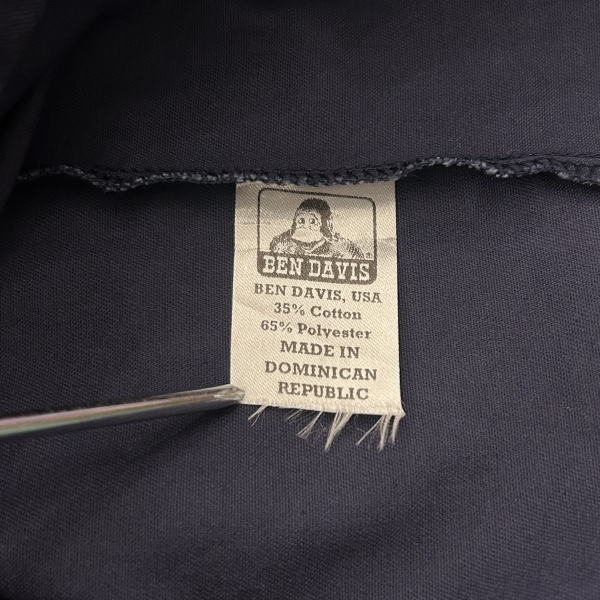 BEN DAVIS
BEN DAVIS, USA
35% Cotton
65% Polyester
MADE IN
DOMINICAN
REPUBLIC